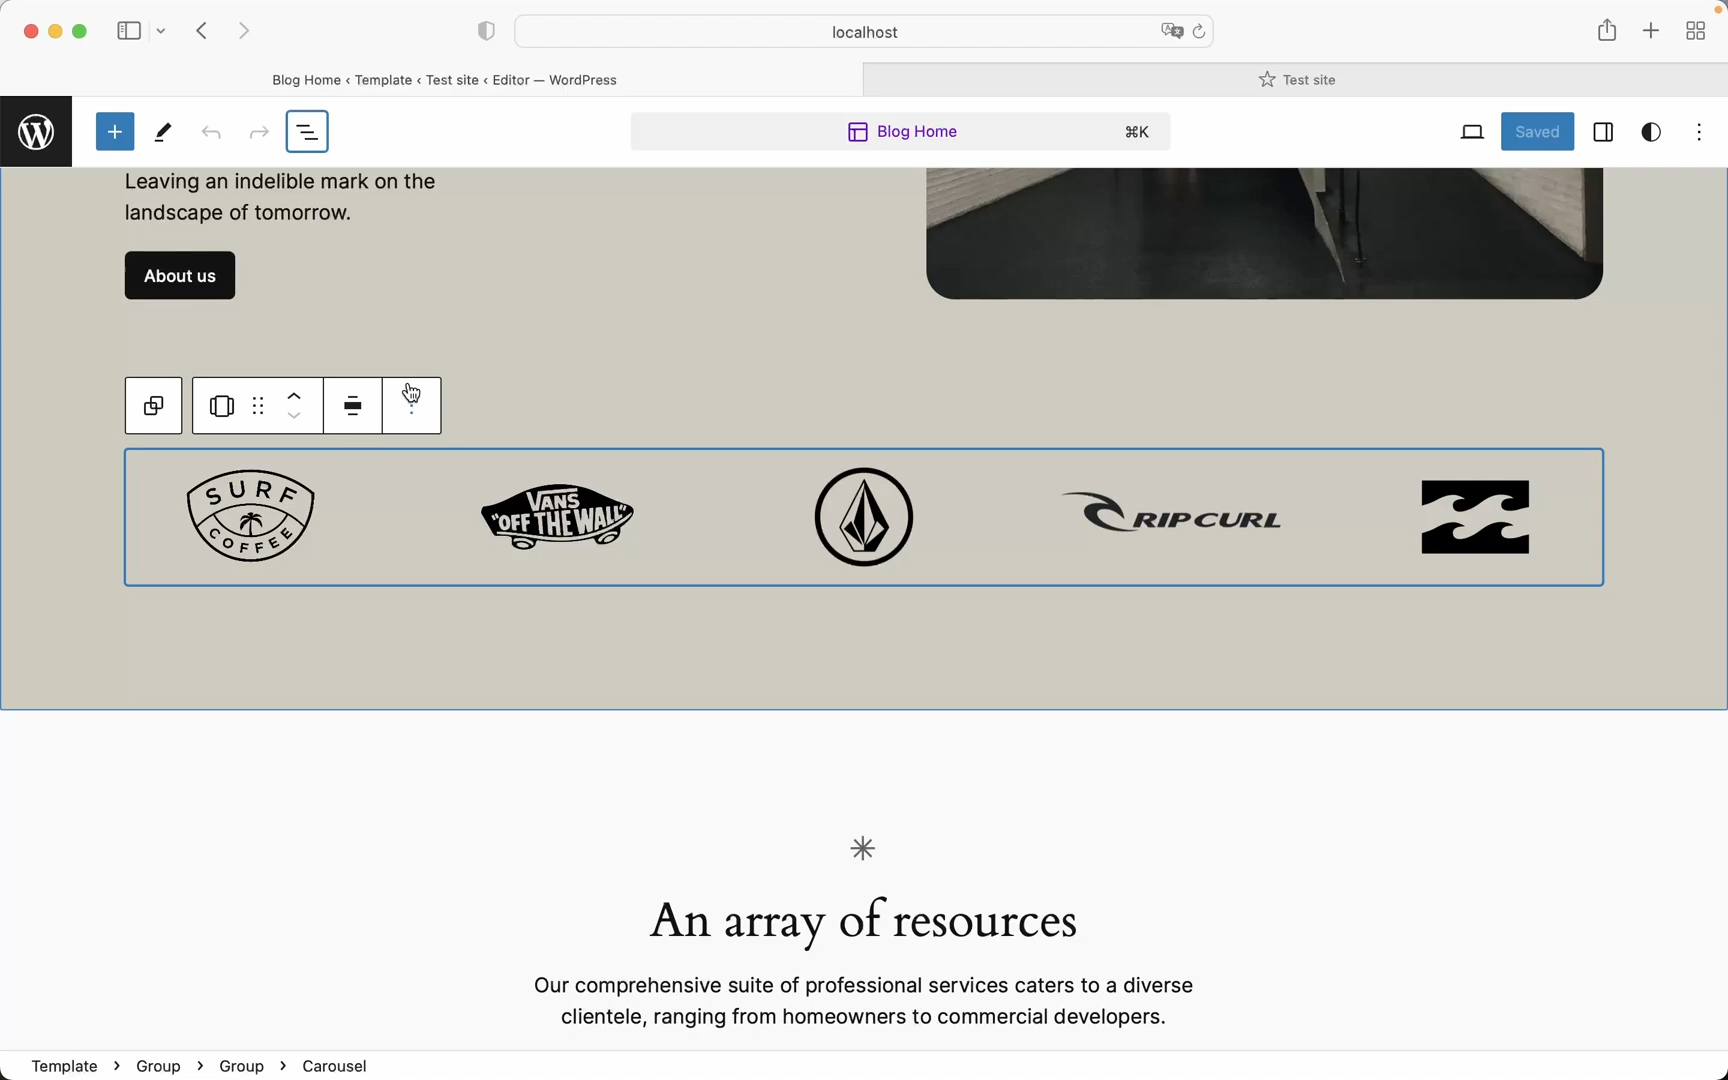 localhost
Blog Home ‹ Template ‹ Test site ‹ Editor — WordPress
Test site
Blog Home
⌘K
Saved
Leaving an indelible mark on the
landscape of tomorrow.
About us
SURF
COFFEE
VANS
"OFF THE WALL"
RIP CURL
An array of resources
Our comprehensive suite of professional services caters to a diverse
clientele, ranging from homeowners to commercial developers.
Template › Group › Group › Carousel